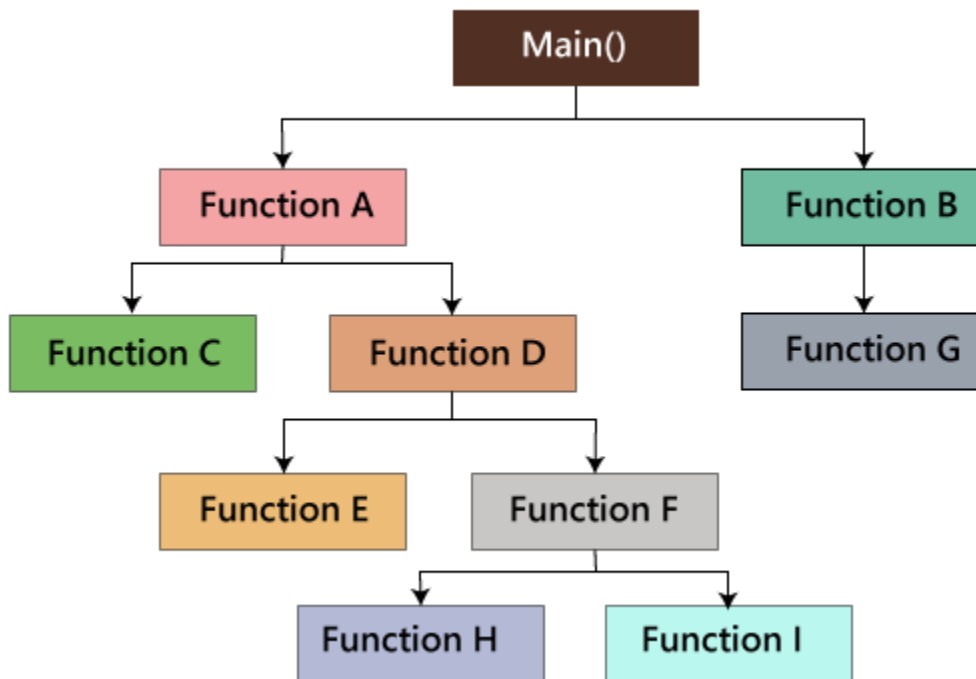 Main()
Function A
Function B
Function C
Function D
Function G
Function E
Function F
Function H
Function I